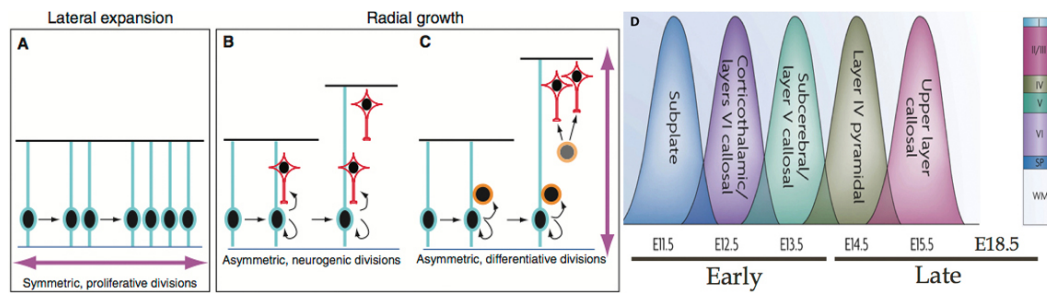 Lateral expansion
Radial growth
A
B
C
D
Symmetric, proliferative divisions
Asymmetric, neurogenic divisions
Asymmetric, differentiative divisions
Subplate
Corticothalamic/
layers VI callosal
Subcerebral/
layer V callosal
Layer IV pyramidal
Upper layer
callosal
E11.5
E12.5
E13.5
E14.5
E15.5
E18.5
Early
Late
I
II/III
IV
V
VI
SP
WM